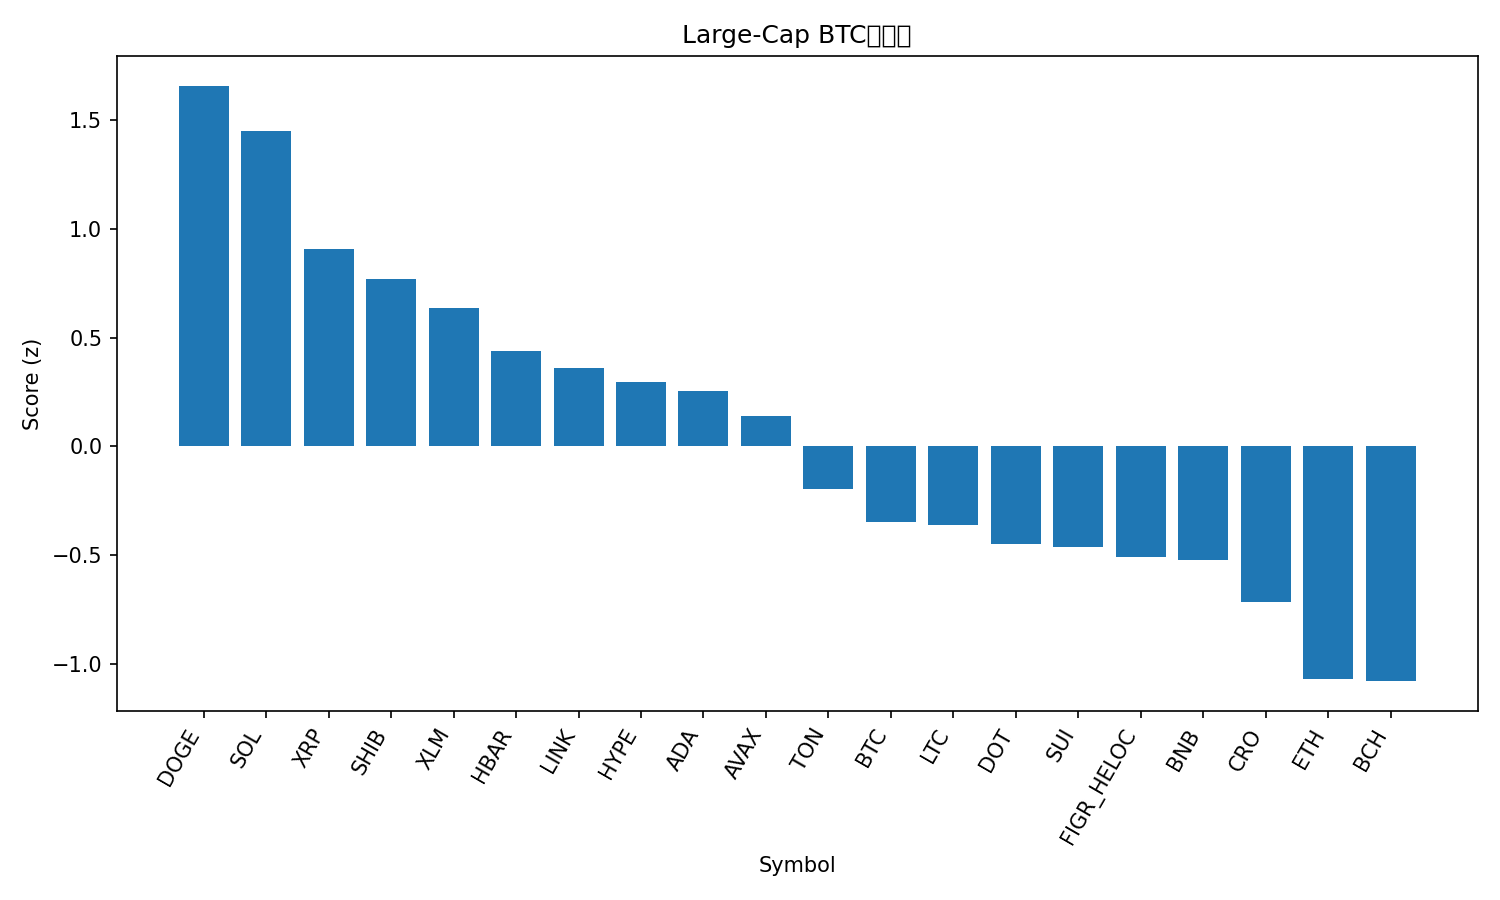 Large-Cap BTC
Score (z)
1.5
1.0
0.5
0.0
−0.5
−1.0
DOGE
SOL
XRP
SHIB
XLM
HBAR
LINK
HYPE
ADA
AVAX
TON
BTC
LTC
DOT
SUI
FIGR_HELOC
BNB
CRO
ETH
BCH
Symbol